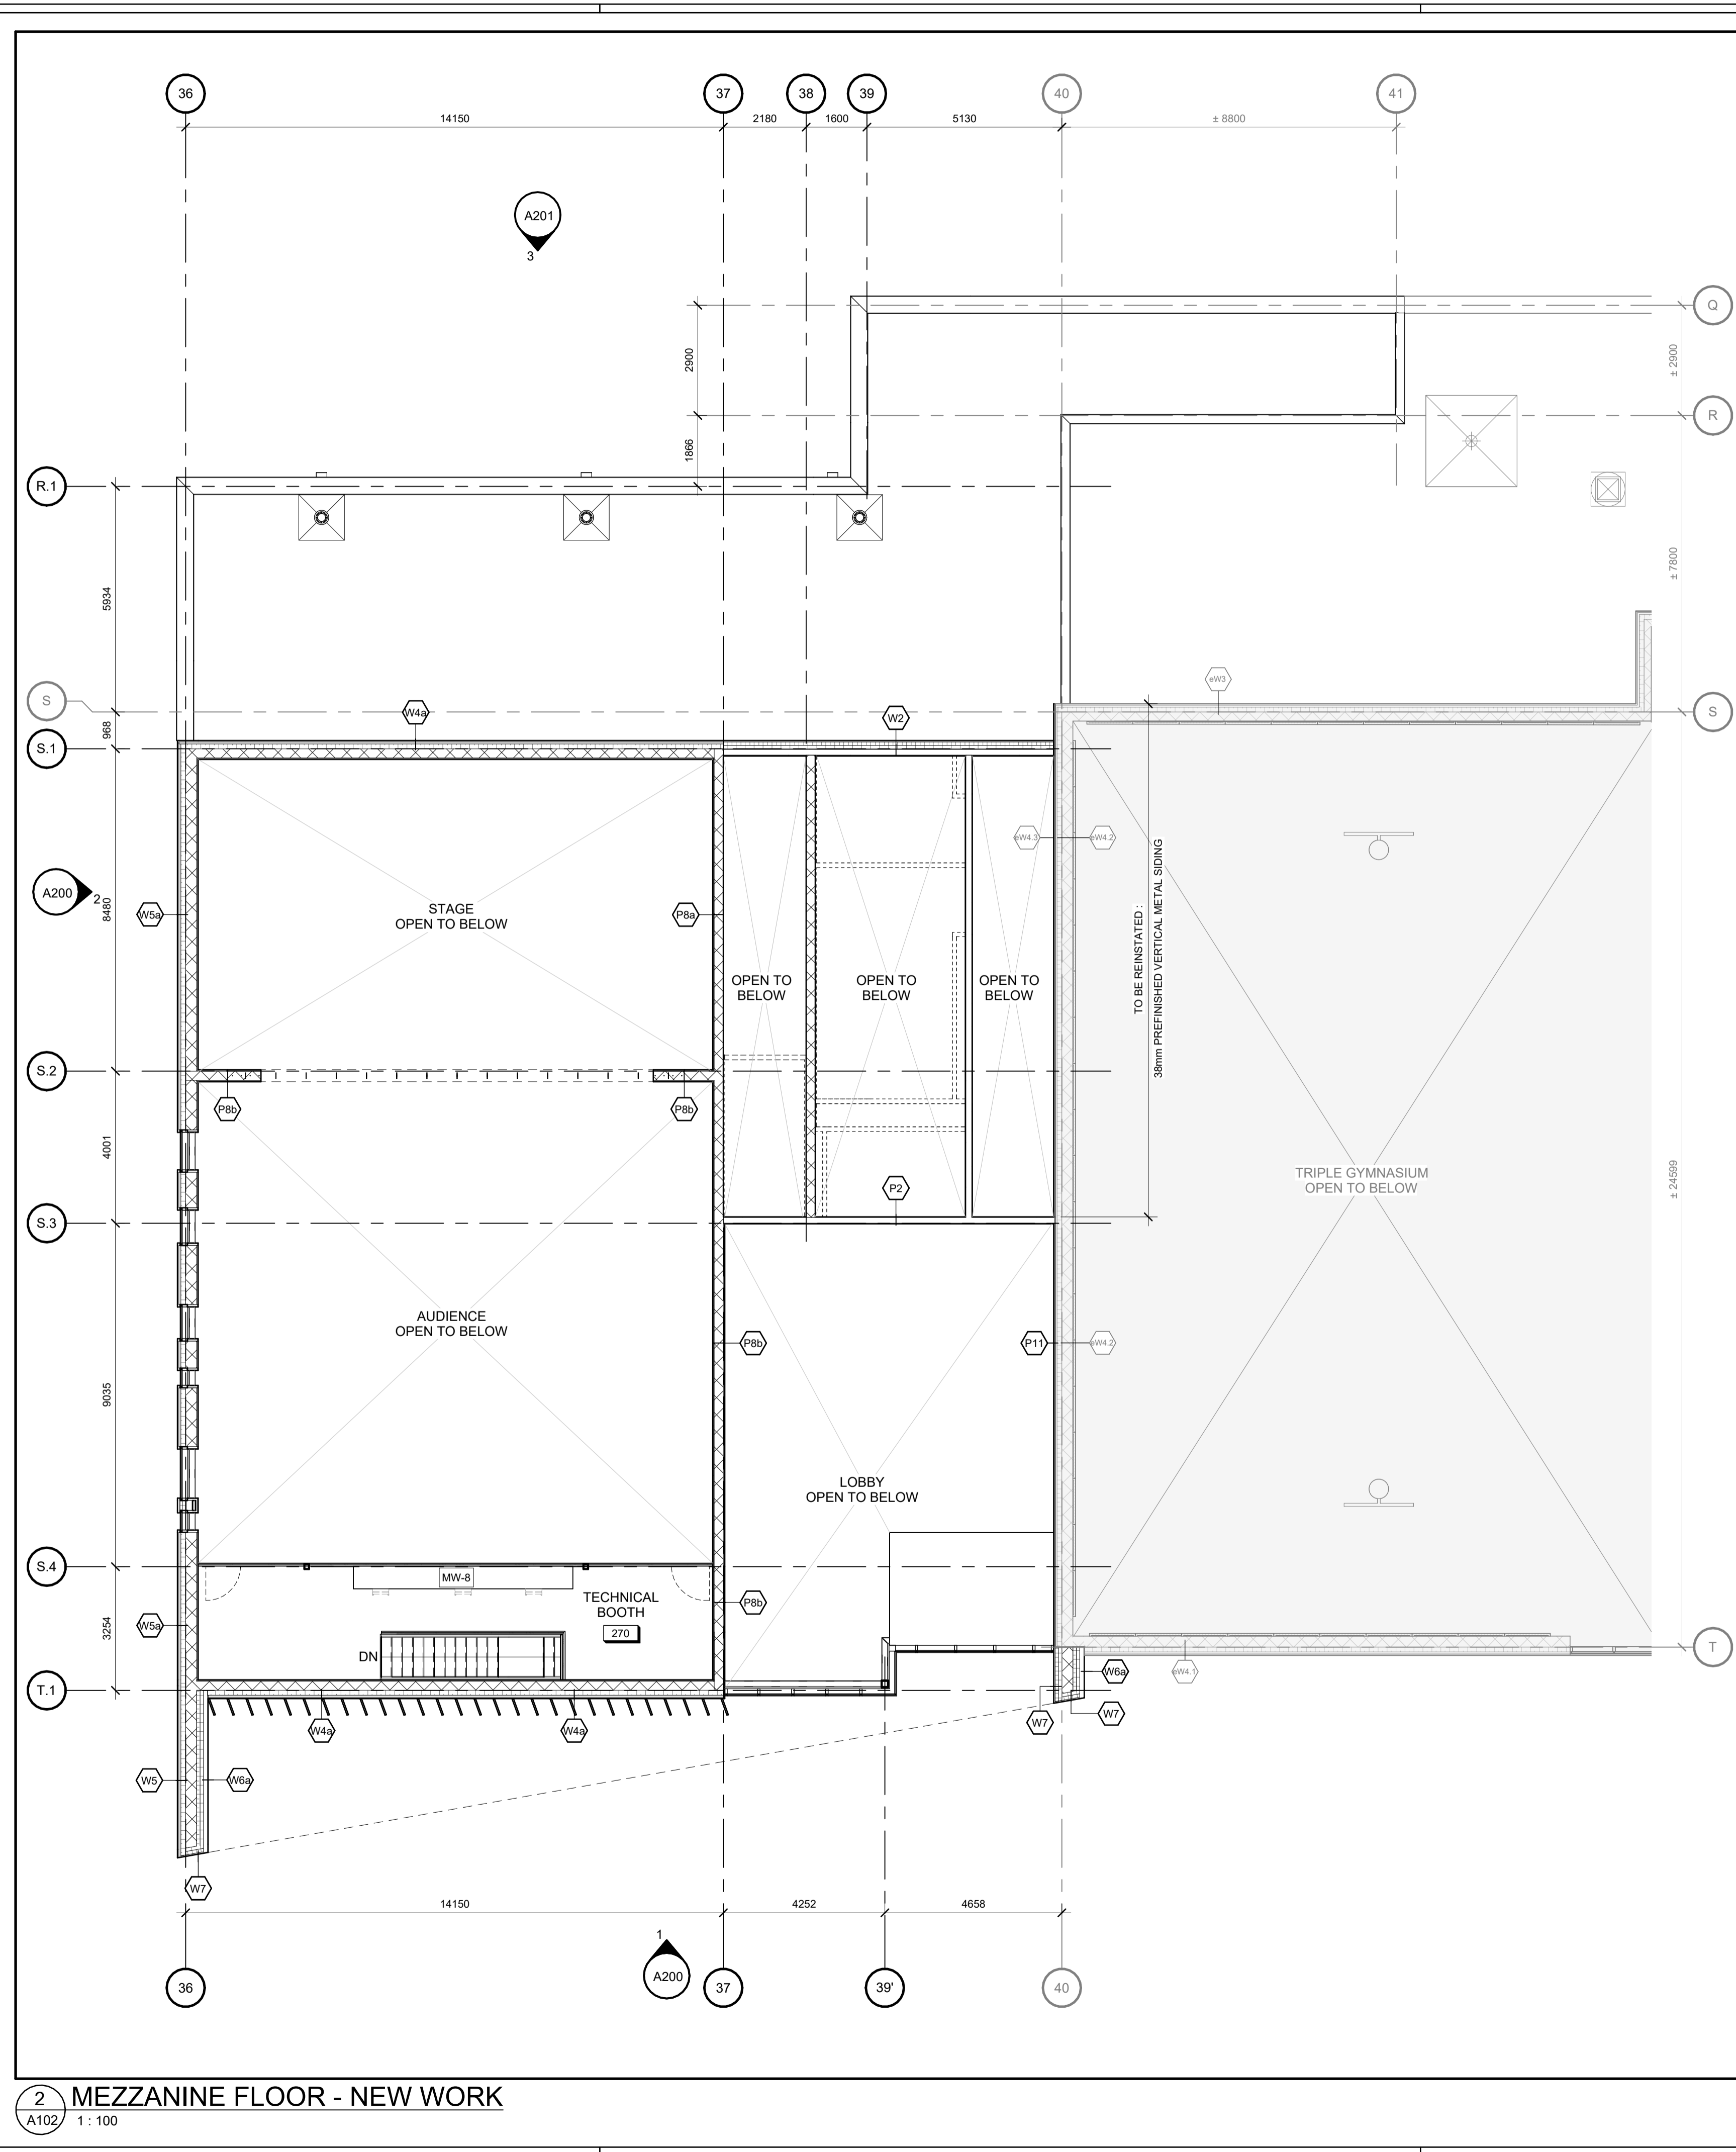 36
37
38
39
40
41
14150
2180
1600
5130
± 8800
A201
3
Q
2900
± 2900
R
1866
R.1
5934
± 7800
S
eW3
S
W4a
W2
968
S.1
eW4.3
eW4.2
A200
2
8480
W5a
STAGE
OPEN TO BELOW
P8a
TO BE REINSTATED :
38mm PREFINISHED VERTICAL METAL SIDING
OPEN TO
BELOW
OPEN TO
BELOW
OPEN TO
BELOW
S.2
P8b
P8b
4001
TRIPLE GYMNASIUM
OPEN TO BELOW
± 24599
P2
S.3
AUDIENCE
OPEN TO BELOW
P8b
P11
eW4.2
9035
LOBBY
OPEN TO BELOW
S.4
MW-8
TECHNICAL
BOOTH
270
P8b
3254
W5a
DN
T
W6a
eW4.1
T.1
W4a
W4a
W7
W7
W5
W6a
W7
14150
4252
4658
1
A200
36
37
39'
40
2
A102
MEZZANINE FLOOR - NEW WORK
1 : 100